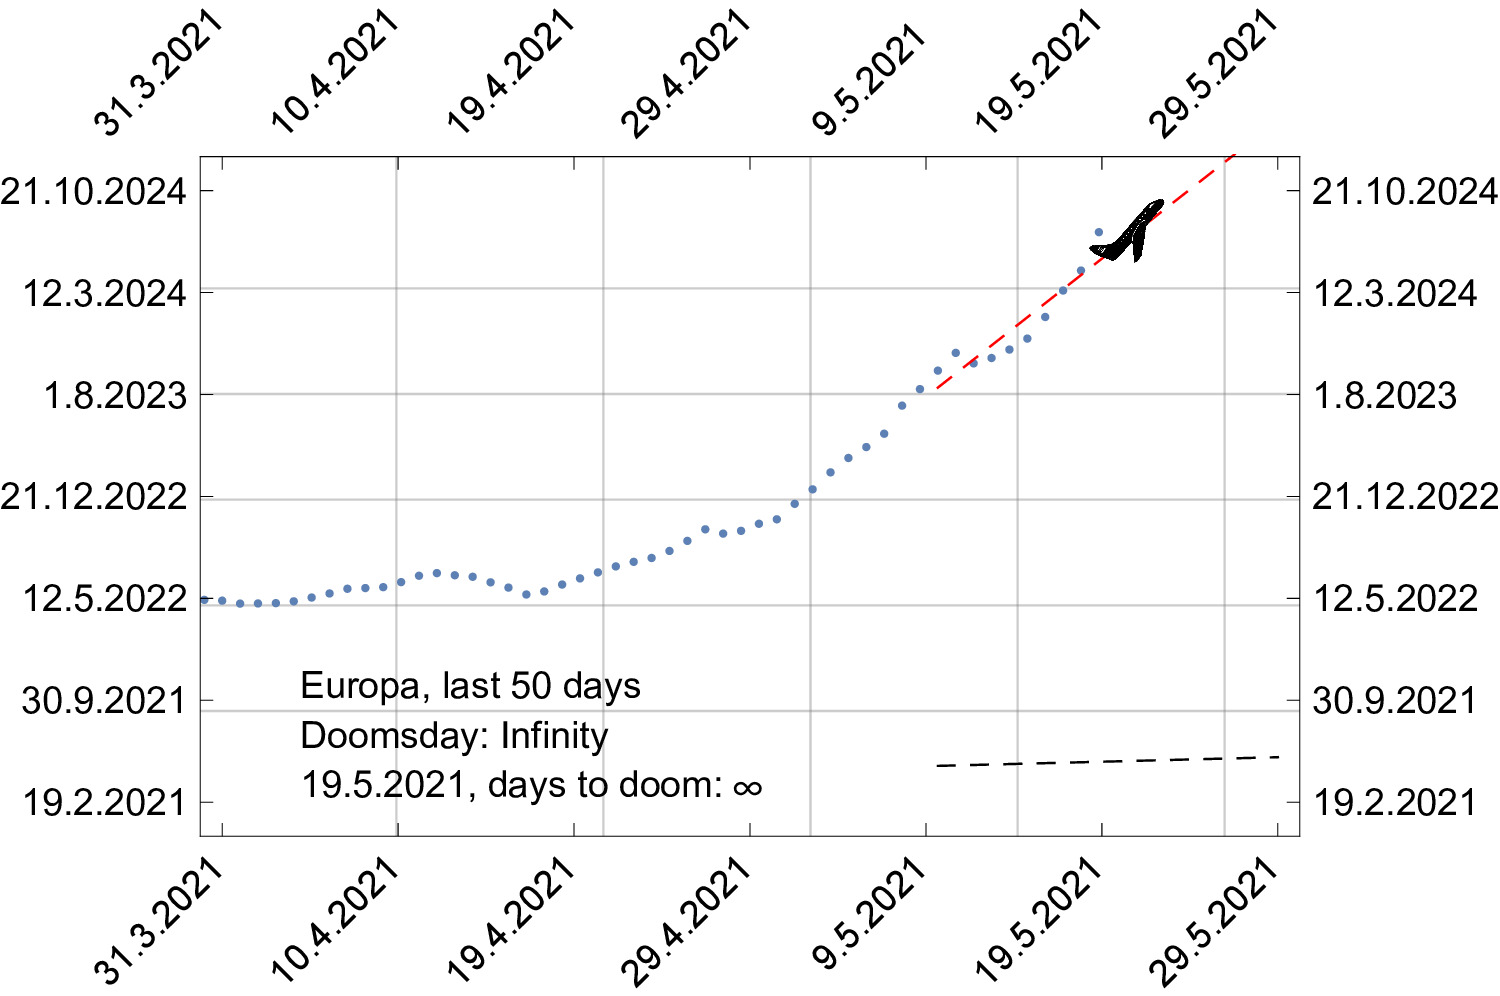 31.3.2021 10.4.2021 19.4.2021 29.4.2021 9.5.2021 19.5.2021 29.5.2021
21.10.2024 21.10.2024
12.3.2024 12.3.2024
1.8.2023 1.8.2023
21.12.2022 21.12.2022
12.5.2022 12.5.2022
Europa, last 50 days
30.9.2021 30.9.2021
Doomsday: Infinity
19.5.2021, days to doom: ∞
19.2.2021 19.2.2021
31.3.2021 10.4.2021 19.4.2021 29.4.2021 9.5.2021 19.5.2021 29.5.2021